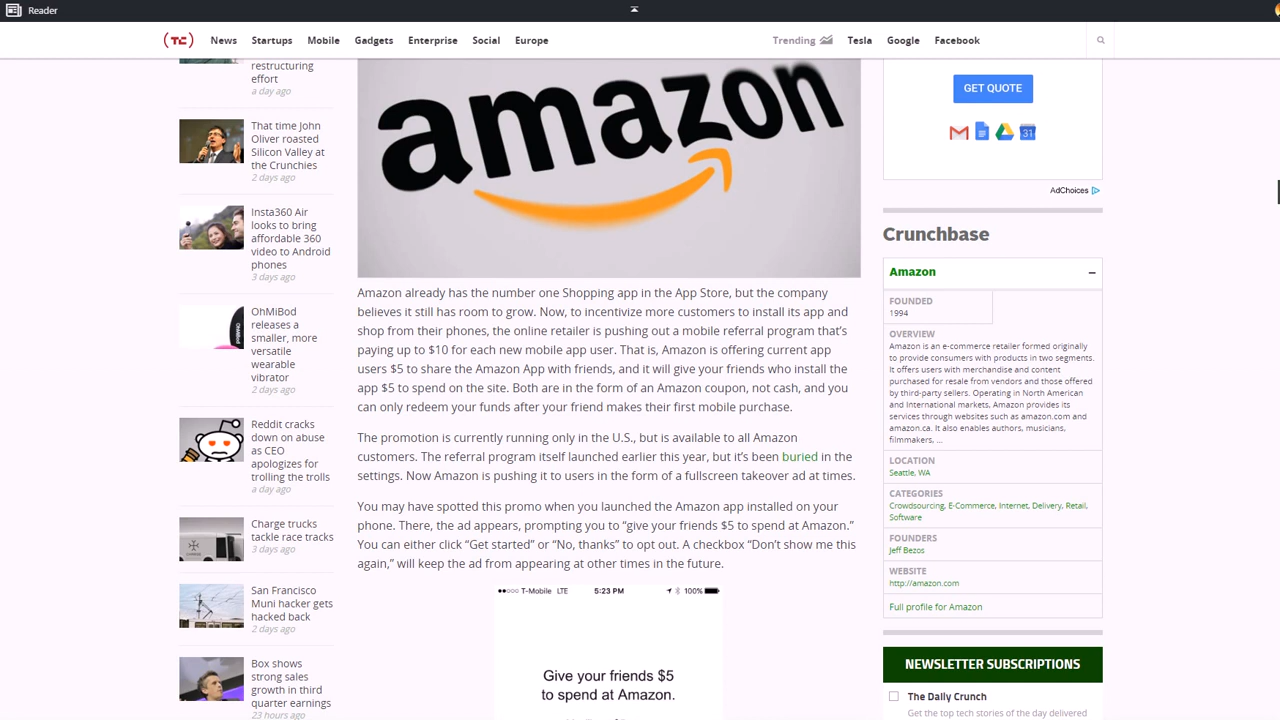 Reader
TC News Startups Mobile Gadgets Enterprise Social Europe Trending Tesla Google Facebook
restructuring
effort
a day ago
That time John
Oliver roasted
Silicon Valley at
the Crunchies
2 days ago
Insta360 Air
looks to bring
affordable 360
video to Android
phones
3 days ago
OhMiBod
releases a
smaller, more
versatile
wearable
vibrator
2 days ago
Reddit cracks
down on abuse
as CEO
apologizes for
trolling the trolls
a day ago
Charge trucks
tackle race tracks
3 days ago
San Francisco
Muni hacker gets
hacked back
2 days ago
Box shows
strong sales
growth in third
quarter earnings
23 hours ago
amazon
Amazon already has the number one Shopping app in the App Store, but the company
believes it still has room to grow. Now, to incentivize more customers to install its app and
shop from their phones, the online retailer is pushing out a mobile referral program that's
paying up to $10 for each new mobile app user. That is, Amazon is offering current app
users $5 to share the Amazon App with friends, and it will give your friends who install the
app $5 to spend on the site. Both are in the form of an Amazon coupon, not cash, and you
can only redeem your funds after your friend makes their first mobile purchase.
The promotion is currently running only in the U.S., but is available to all Amazon
customers. The referral program itself launched earlier this year, but it's been buried in the
settings. Now Amazon is pushing it to users in the form of a fullscreen takeover ad at times.
You may have spotted this promo when you launched the Amazon app installed on your
phone. There, the ad appears, prompting you to “give your friends $5 to spend at Amazon.”
You can either click “Get started” or “No, thanks” to opt out. A checkbox “Don't show me this
again,” will keep the ad from appearing at other times in the future.
T-Mobile LTE 5:23 PM 100%
Give your friends $5
to spend at Amazon.
GET QUOTE
31
AdChoices
Crunchbase
Amazon –
FOUNDED
1994
OVERVIEW
Amazon is an e-commerce retailer formed originally
to provide consumers with products in two segments.
It offers users with merchandise and content
purchased for resale from vendors and those offered
by third-party sellers. Operating in North American
and International markets, Amazon provides its
services through websites such as amazon.com and
amazon.ca. It also enables authors, musicians,
filmmakers, ...
LOCATION
Seattle, WA
CATEGORIES
Crowdsourcing, E-Commerce, Internet, Delivery, Retail,
Software
FOUNDERS
Jeff Bezos
WEBSITE
http://amazon.com
Full profile for Amazon
NEWSLETTER SUBSCRIPTIONS
The Daily Crunch
Get the top tech stories of the day delivered